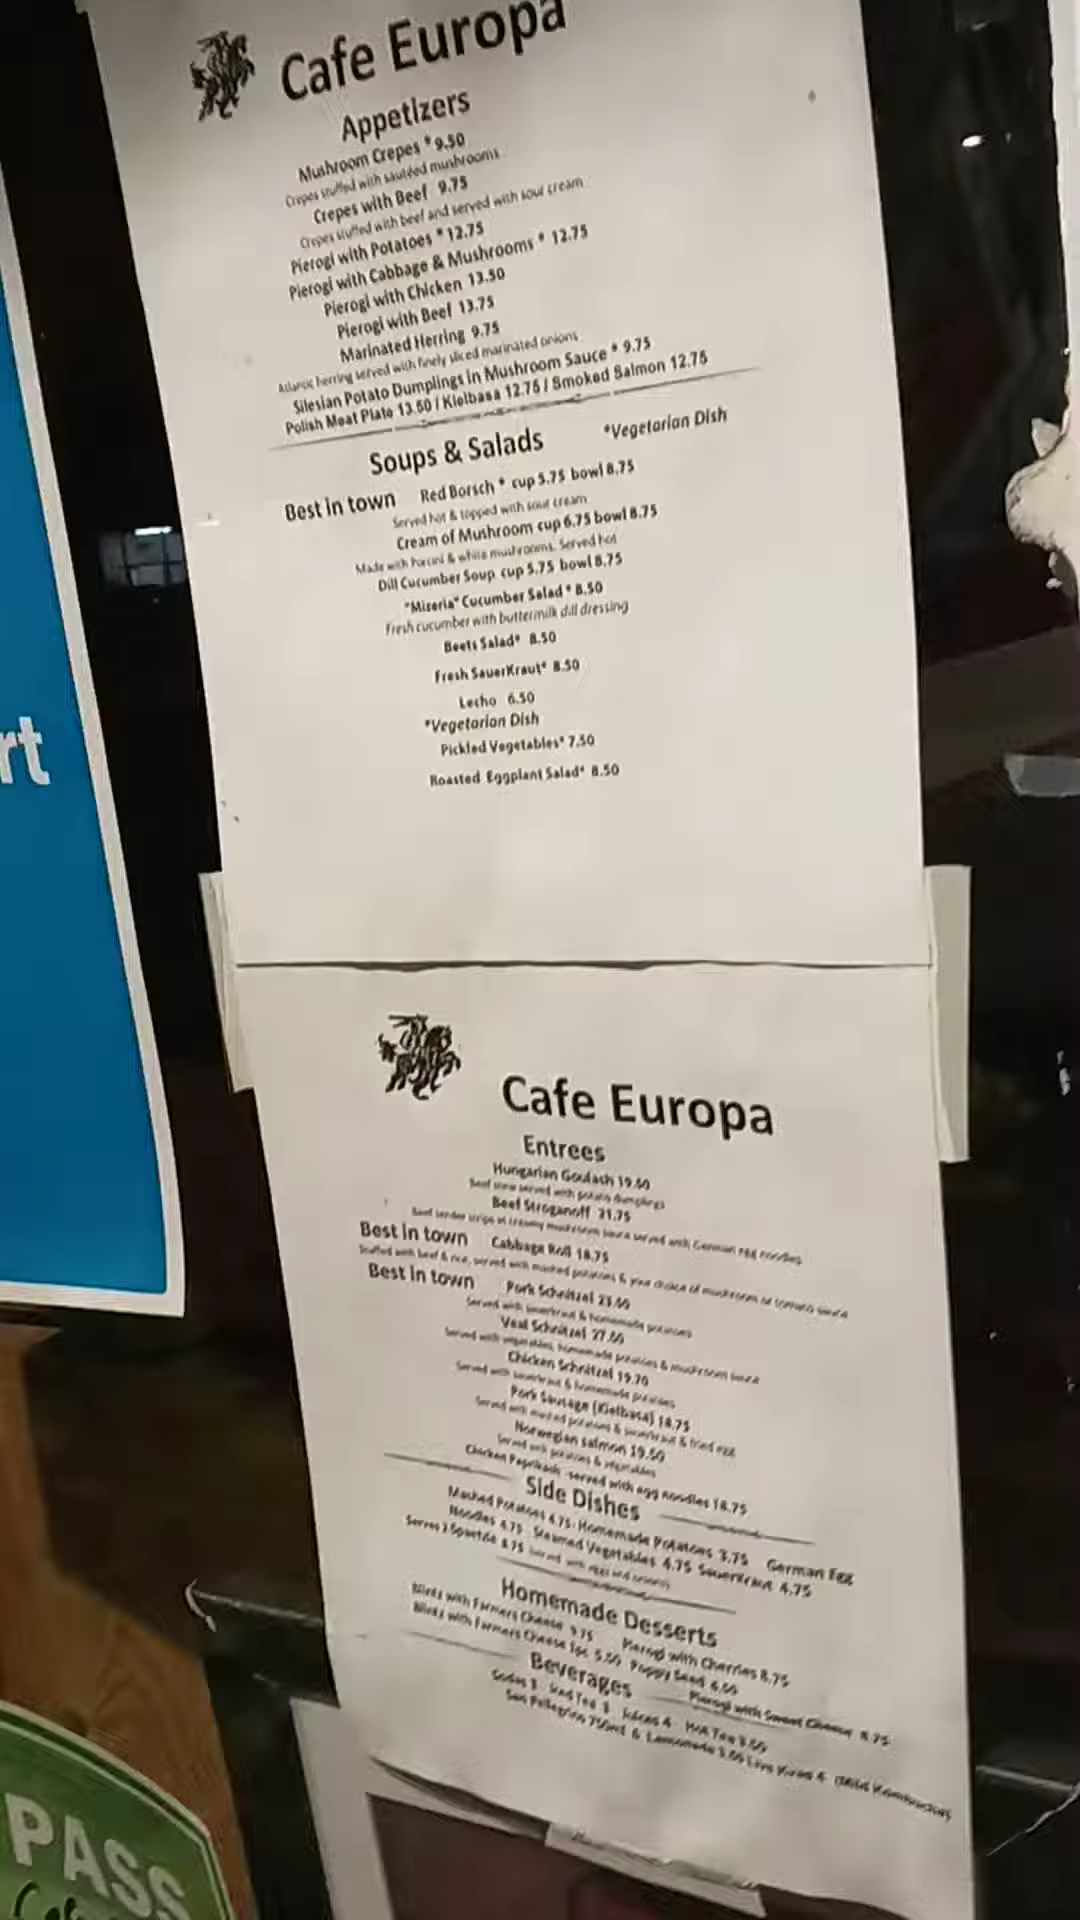 Cafe Europa
Appetizers
Mushroom Crepes * 9.50
Crepes stuffed with sautéed mushrooms
Crepes with Beef 9.75
Crepes stuffed with beef and served with sour cream
Pierogi with Potatoes * 12.75
Pierogi with Cabbage & Mushrooms * 12.75
Pierogi with Chicken 13.50
Pierogi with Beef 13.75
Marinated Herring 9.75
Atlantic herring served with finely sliced marinated onions
Silesian Potato Dumplings in Mushroom Sauce * 9.75
Polish Meat Plate 13.50 / Kielbasa 12.75 / Smoked Salmon 12.75
Soups & Salads *Vegetarian Dish
Best in town Red Borsch * cup 5.75 bowl 8.75
Served hot & topped with sour cream
Cream of Mushroom cup 6.75 bowl 8.75
Made with Porcini & white mushrooms. Served hot
Dill Cucumber Soup cup 5.75 bowl 8.75
"Mizeria" Cucumber Salad * 8.50
Fresh cucumber with buttermilk dill dressing
Beets Salad* 8.50
Fresh SauerKraut* 8.50
Lecho 6.50
*Vegetarian Dish
Pickled Vegetables* 7.50
Roasted Eggplant Salad* 8.50
rt
Cafe Europa
Entrees
Hungarian Goulach 19.50
Beef stew served with potato dumplings
Beef Stroganoff 21.75
Beef tender strips in creamy mushroom sauce served with German egg noodles
Best in town Cabbage Roll 18.75
Stuffed with beef & rice, served with mashed potatoes & your choice of mushroom or tomato sauce
Best in town Pork Schnitzel 23.50
Served with sauerkraut & homemade potatoes
Veal Schnitzel 27.50
Served with vegetables, homemade potatoes & mushroom sauce
Chicken Schnitzel 19.70
Served with sauerkraut & homemade potatoes
Pork Sausage (Kielbasa) 18.75
Served with mashed potatoes & sauerkraut & fried egg
Norwegian salmon 19.50
Served with potatoes & vegetables
Chicken Paprikash served with egg noodles 18.75
Side Dishes
Mashed Potatoes 4.75 Homemade Potatoes 3.75 German Egg
Noodles 4.75 Steamed Vegetables 4.75 Sauerkraut 4.75
Spaetzle 8.75 served with eggs and
Homemade Desserts
Blintz with Farmers Cheese 9.75 Pierogi with Cherries 8.75
Blintz with Farmers Cheese 1pc 5.50 Poppy Seed 6.50
Pierogi with Sweet Cheese 8.75
Beverages
Sodas 3 Iced Tea 3 Juices 4 Hot Tea 3.50
San Pellegrino 750ml 6 Lemonade 3.50
PASS